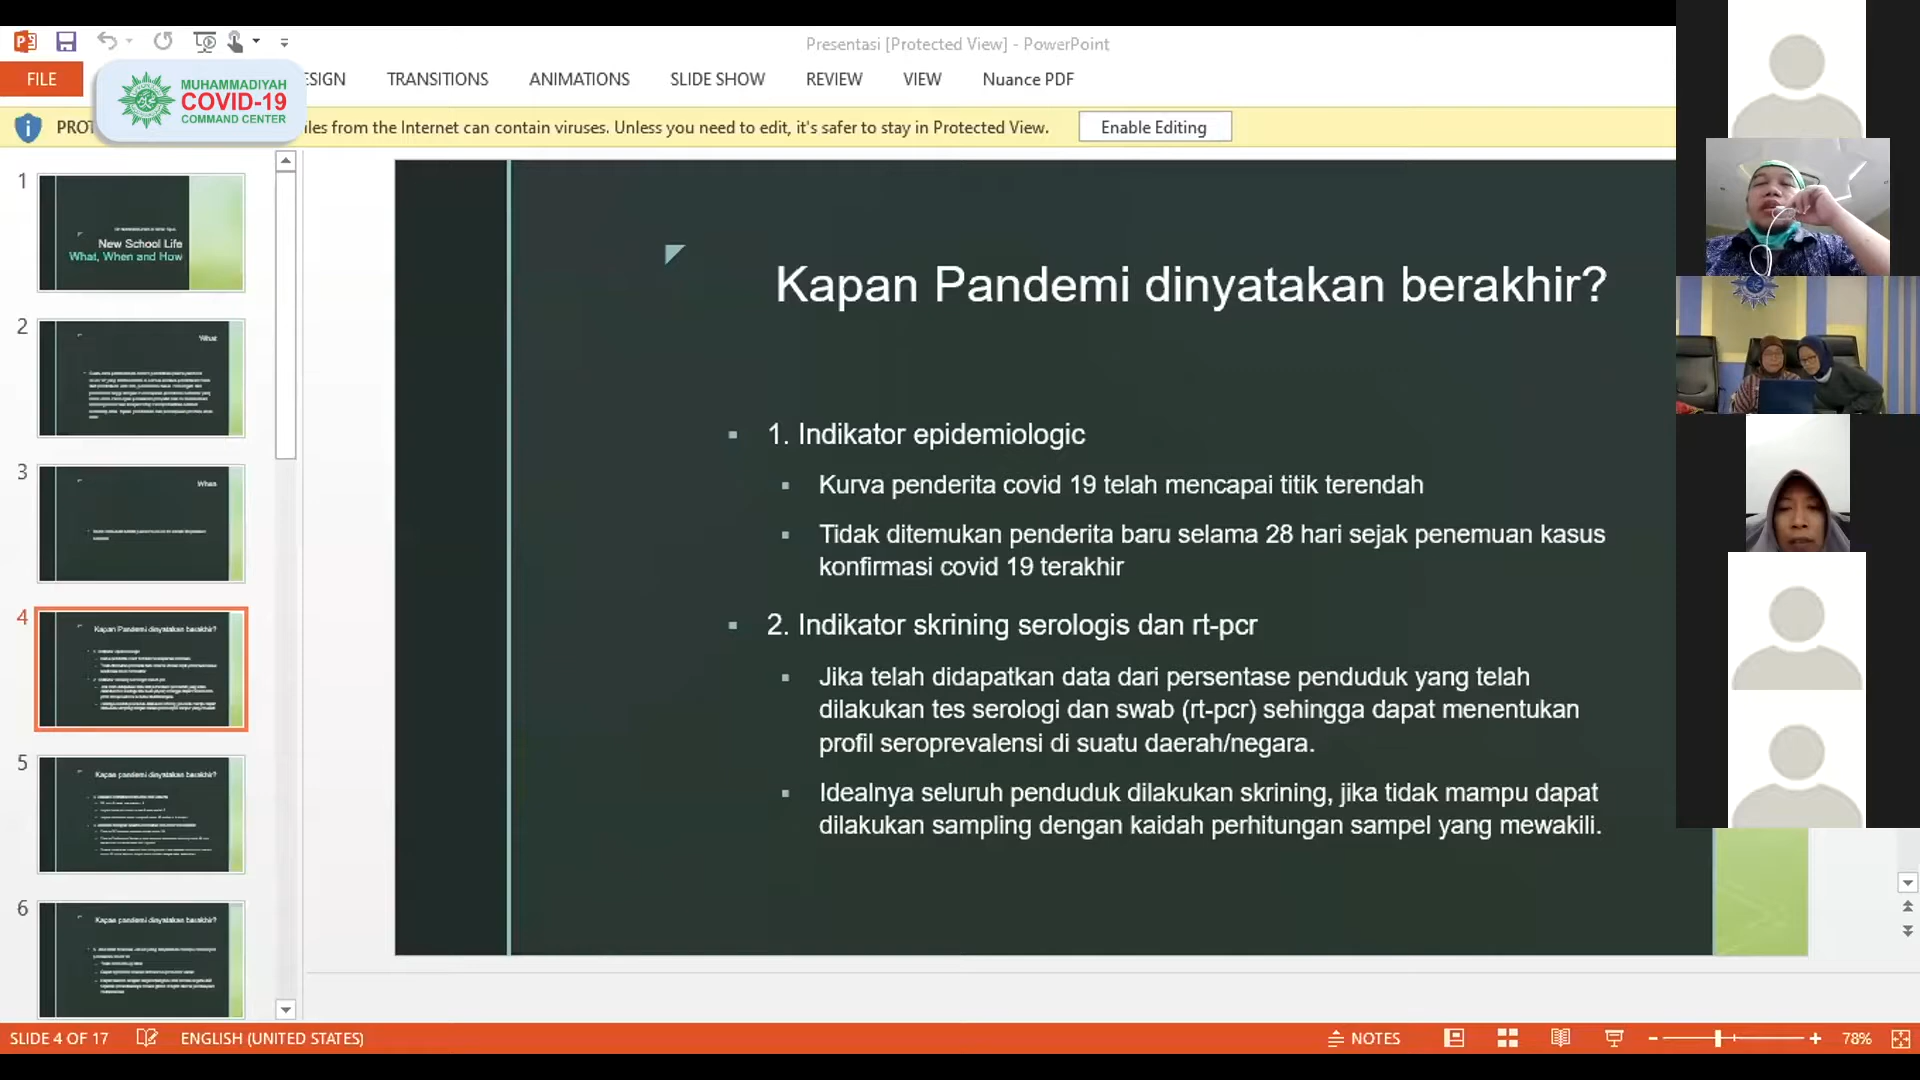 Presentasi [Protected View] - PowerPoint
FILE
ESIGN
TRANSITIONS
ANIMATIONS
SLIDE SHOW
REVIEW
VIEW
Nuance PDF
MUHAMMADIYAH
COVID-19
COMMAND CENTER
PROT
iles from the Internet can contain viruses. Unless you need to edit, it's safer to stay in Protected View.
Enable Editing
1
New School Life
What, When and How
2
What
3
When
4
Kapan Pandemi dinyatakan berakhir?
5
Kapan pandemi dinyatakan berakhir?
6
Kapan pandemi dinyatakan berakhir?
Kapan Pandemi dinyatakan berakhir?
1. Indikator epidemiologic
Kurva penderita covid 19 telah mencapai titik terendah
Tidak ditemukan penderita baru selama 28 hari sejak penemuan kasus
konfirmasi covid 19 terakhir
2. Indikator skrining serologis dan rt-pcr
Jika telah didapatkan data dari persentase penduduk yang telah
dilakukan tes serologi dan swab (rt-pcr) sehingga dapat menentukan
profil seroprevalensi di suatu daerah/negara.
Idealnya seluruh penduduk dilakukan skrining, jika tidak mampu dapat
dilakukan sampling dengan kaidah perhitungan sampel yang mewakili.
SLIDE 4 OF 17
ENGLISH (UNITED STATES)
NOTES
78%